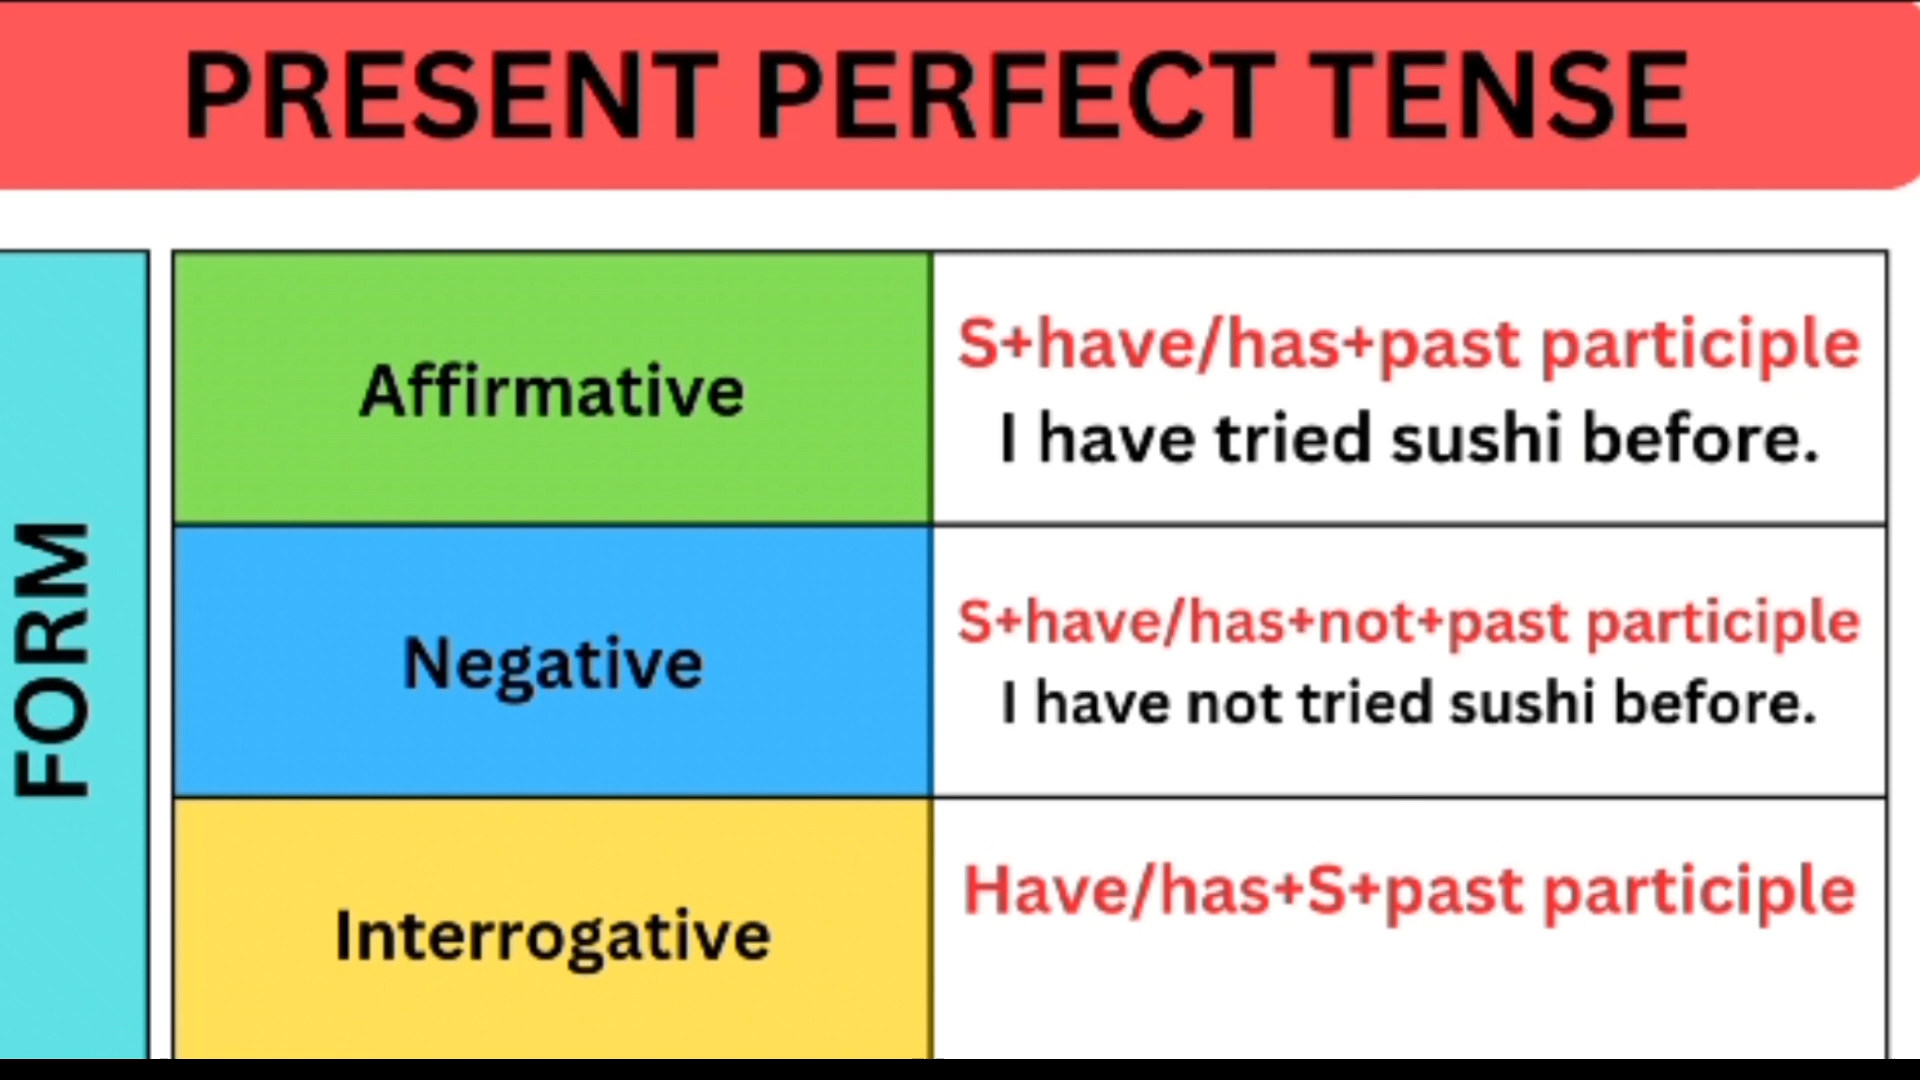 PRESENT PERFECT TENSE
FORM
Affirmative
S+have/has+past participle
I have tried sushi before.
Negative
S+have/has+not+past participle
I have not tried sushi before.
Interrogative
Have/has+S+past participle